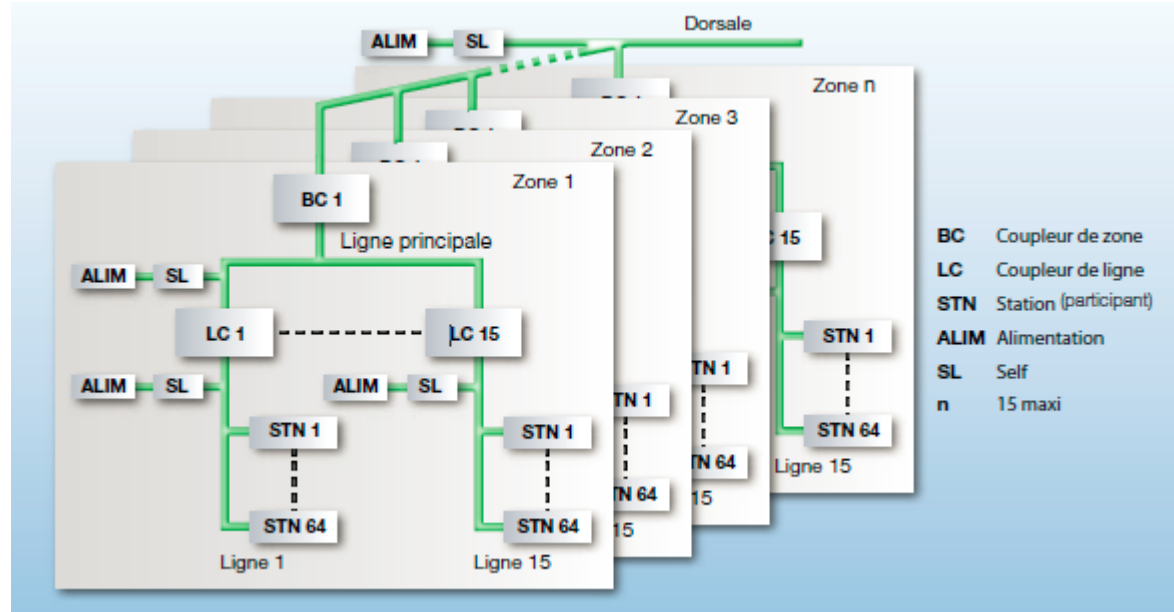 Dorsale
ALIM SL
Zone n
Zone 3
Zone 2
Zone 1
BC 1
Ligne principale
ALIM SL
LC 1
LC 15
15
ALIM SL
ALIM SL
STN 1
STN 64
Ligne 1
STN 1
STN 64
Ligne 15
STN 1
STN 64
Ligne 15
BC Coupleur de zone
LC Coupleur de ligne
STN Station (participant)
ALIM Alimentation
SL Self
n 15 maxi